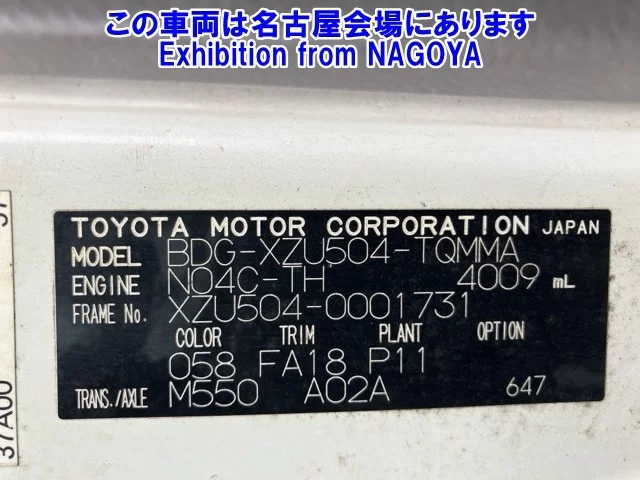 この車両は名古屋会場にあります
Exhibition from NAGOYA
TOYOTA MOTOR CORPORATION JAPAN
MODEL BDG-XZU504-TQMMA
ENGINE N04C-TH 4009 mL
FRAME No. XZU504-0001731
COLOR TRIM PLANT OPTION
058 FA18 P11
TRANS./AXLE M550 A02A 647
37A00